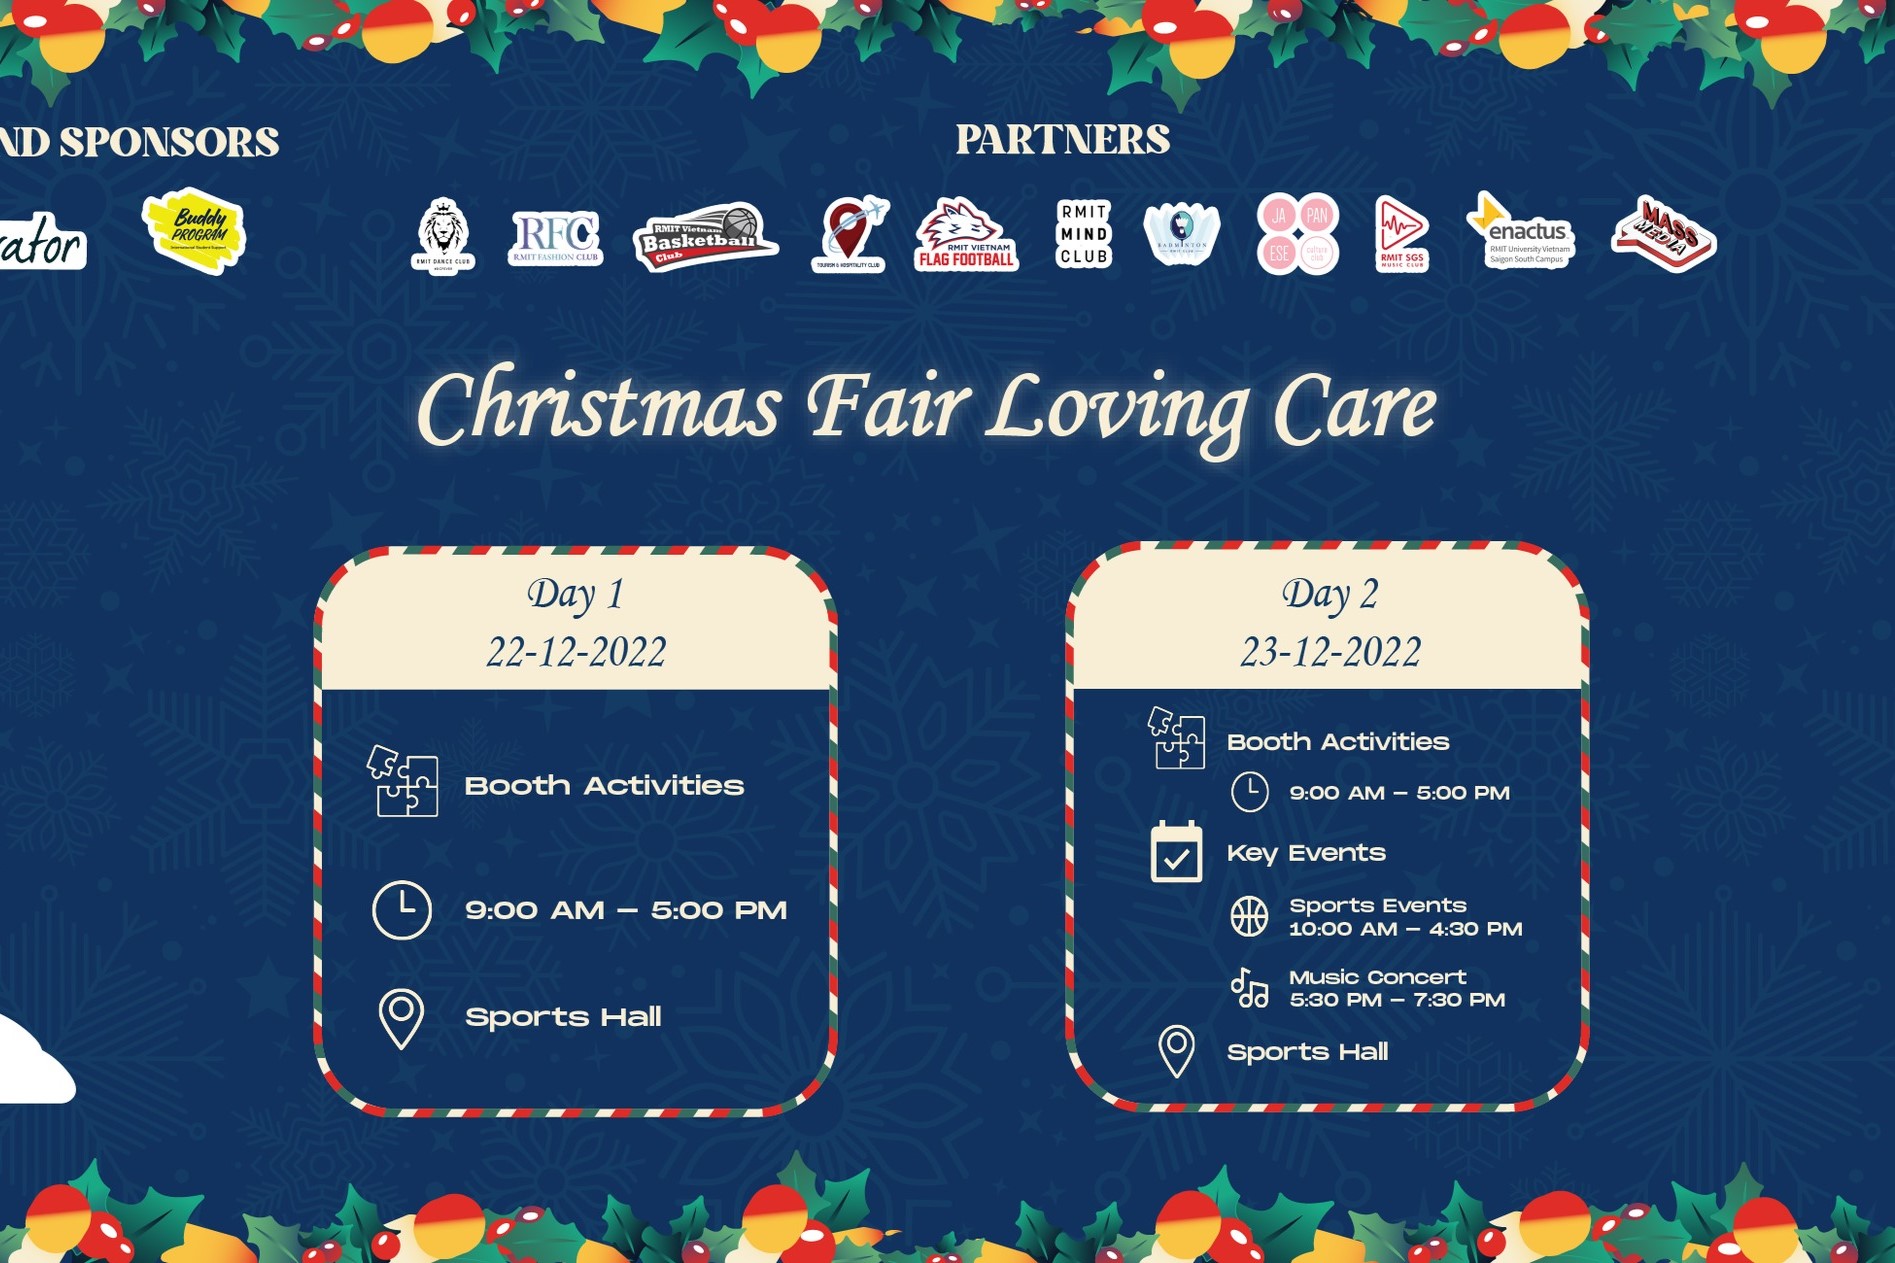 ND SPONSORS
PARTNERS
rator
Buddy
PROGRAM
International Student Support
RMIT DANCE CLUB
RFC
RMIT FASHION CLUB
RMIT Vietnam
Basketball
Club
TOURISM & HOSPITALITY CLUB
RMIT VIETNAM
FLAG FOOTBALL
RMIT
MIND
CLUB
BADMINTON
JA
PAN
ESE
culture
club
RMIT SGS
MUSIC CLUB
enactus
RMIT University Vietnam
Saigon South Campus
MASS
MEDIA
Christmas Fair Loving Care
Day 1
22-12-2022
Booth Activities
9:00 AM – 5:00 PM
Sports Hall
Day 2
23-12-2022
Booth Activities
9:00 AM – 5:00 PM
Key Events
Sports Events
10:00 AM – 4:30 PM
Music Concert
5:30 PM – 7:30 PM
Sports Hall